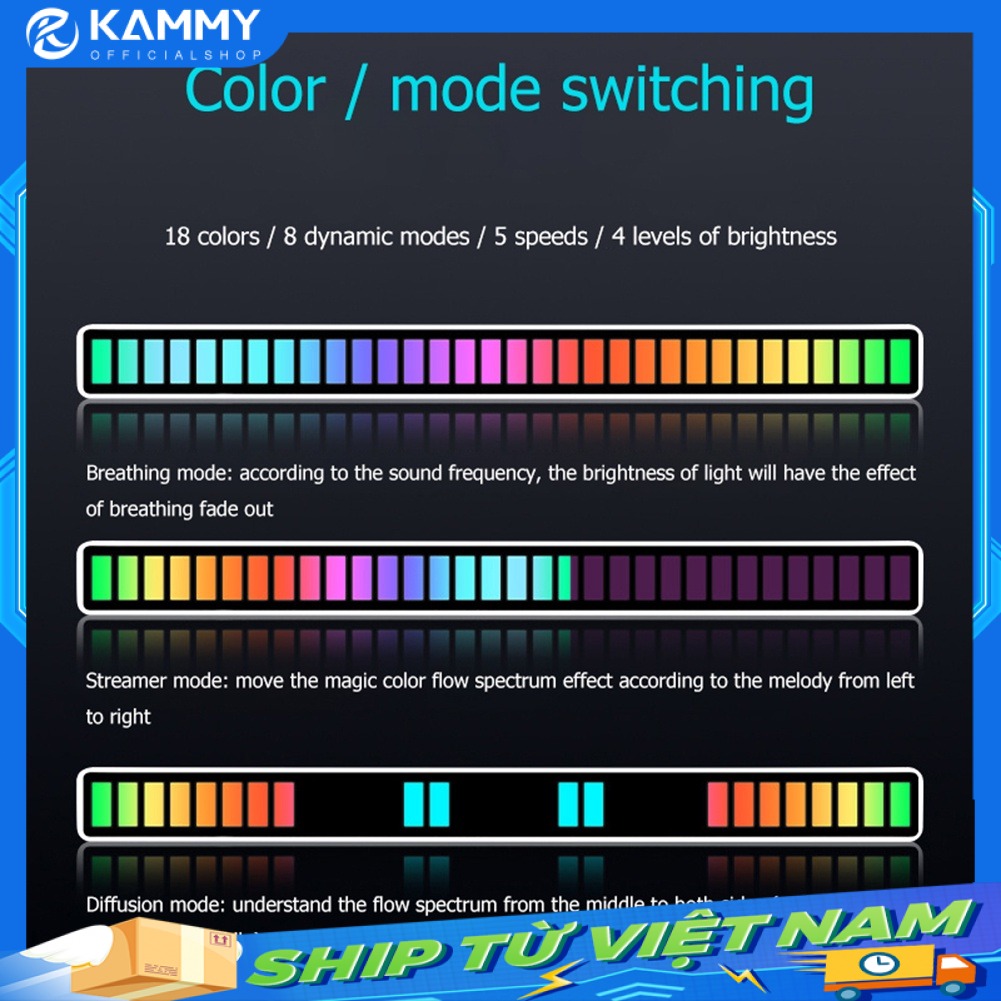 KAMMY
OFFICIALSHOP
Color / mode switching
18 colors / 8 dynamic modes / 5 speeds / 4 levels of brightness
Breathing mode: according to the sound frequency, the brightness of light will have the effect
of breathing fade out
Streamer mode: move the magic color flow spectrum effect according to the melody from left
to right
Diffusion mode: understand the flow spectrum from the middle to both
SHIP TỪ VIỆT NAM